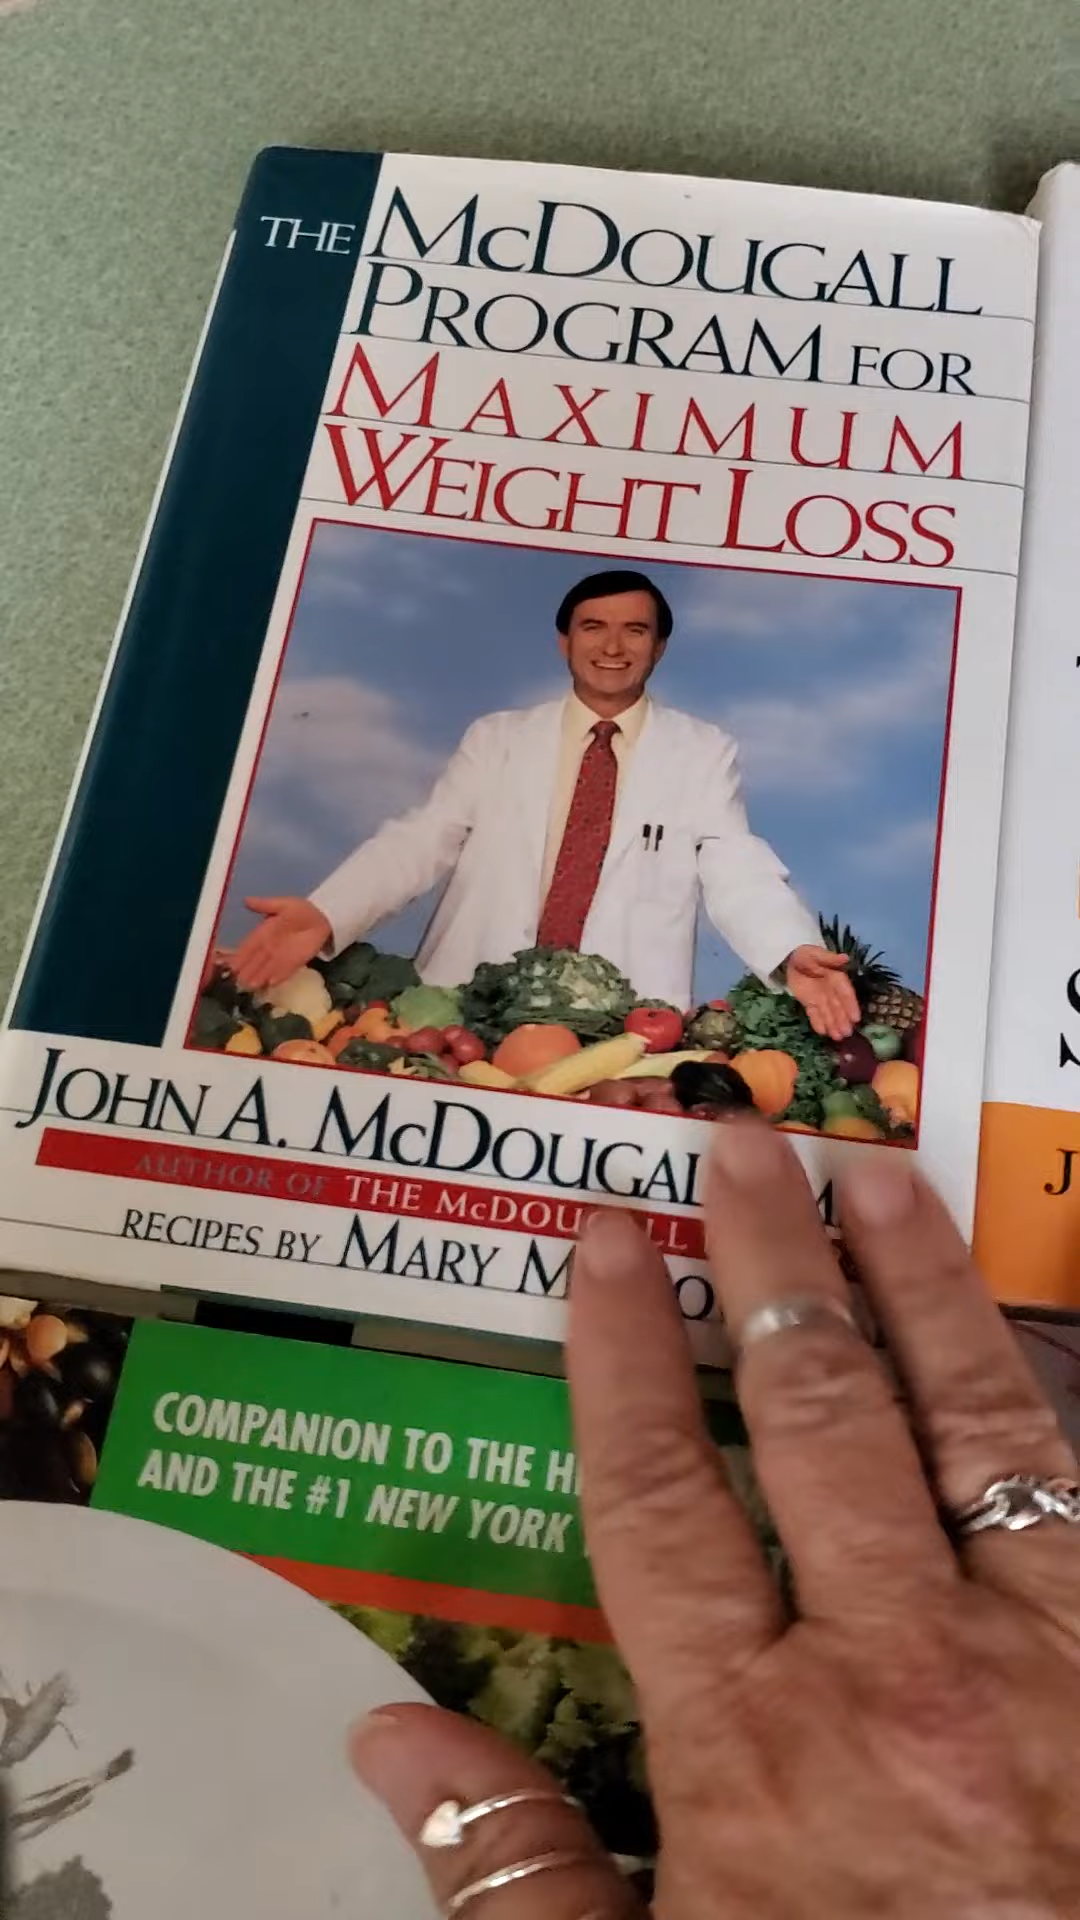 THE McDOUGALL
PROGRAM FOR
MAXIMUM
WEIGHT LOSS
JOHN A. McDOUGAL
AUTHOR OF THE McDOUGALL
RECIPES BY MARY M
COMPANION TO THE H
AND THE #1 NEW YORK
J